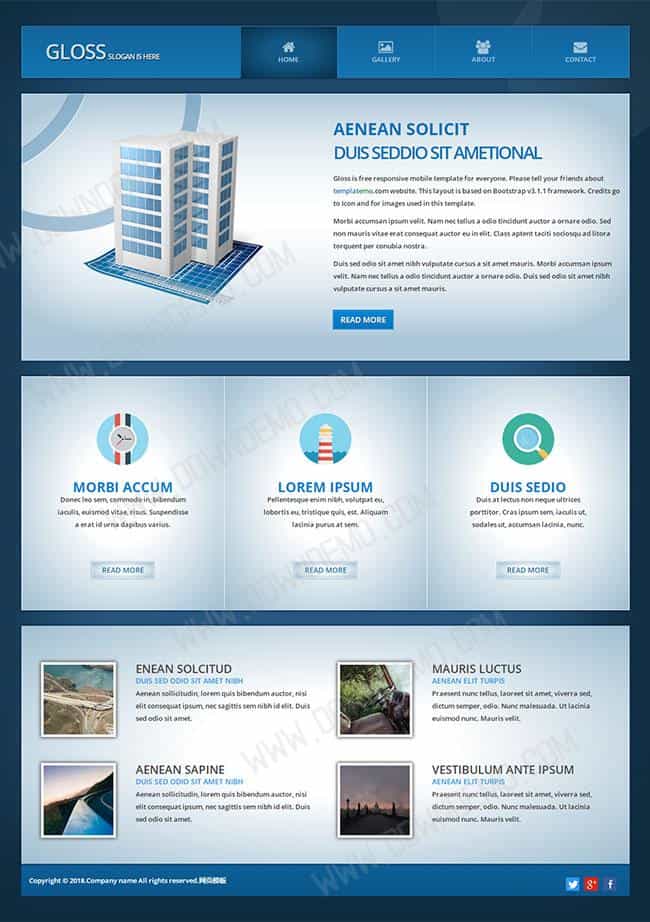 GLOSS SLOGAN IS HERE
HOME
GALLERY
ABOUT
CONTACT
AENEAN SOLICIT
DUIS SEDDIO SIT AMETIONAL
Gloss is free responsive mobile template for everyone. Please tell your friends about
templatemo.com website. This layout is based on Bootstrap v3.1.1 framework. Credits go
to Icon and for images used in this template.
Morbi accumsan ipsum velit. Nam nec tellus a odio tincidunt auctor a ornare odio. Sed
non mauris vitae erat consequat auctor eu in elit. Class aptent taciti sociosqu ad litora
torquent per conubia nostra.
Duis sed odio sit amet nibh vulputate cursus a sit amet mauris. Morbi accumsan ipsum
velit. Nam nec tellus a odio tincidunt auctor a ornare odio. Duis sed odio sit amet nibh
vulputate cursus a sit amet mauris.
READ MORE
MORBI ACCUM
Donec leo sem, commodo in, bibendum
iaculis, euismod vitae, risus. Suspendisse
a erat id urna dapibus varius.
READ MORE
LOREM IPSUM
Pellentesque enim nibh, volutpat eu,
lobortis eu, tristique quis, est. Aliquam
lacinia purus at sem.
READ MORE
DUIS SEDIO
Duis at lectus non neque ultrices
porttitor. Cras ipsum sem, iaculis ut,
sodales ut, accumsan lacinia, nunc.
READ MORE
ENEAN SOLCITUD
DUIS SED ODIO SIT AMET NIBH
Aenean sollicitudin, lorem quis bibendum auctor, nisi
elit consequat ipsum, nec sagittis sem nibh id elit. Duis
sed odio sit amet.
MAURIS LUCTUS
AENEAN ELIT TURPIS
Praesent nunc tellus, laoreet sit amet, viverra sed,
dictum semper, odio. Nunc malesuada. Ut lacinia
euismod nunc. Mauris velit.
AENEAN SAPINE
DUIS SED ODIO SIT AMET NIBH
Aenean sollicitudin, lorem quis bibendum auctor, nisi
elit consequat ipsum, nec sagittis sem nibh id elit. Duis
sed odio sit amet.
VESTIBULUM ANTE IPSUM
AENEAN ELIT TURPIS
Praesent nunc tellus, laoreet sit amet, viverra sed,
dictum semper, odio. Nunc malesuada. Ut lacinia
euismod nunc. Mauris velit.
Copyright © 2018.Company name All rights reserved.网页模板
WWW.DOWNDEMO.COM